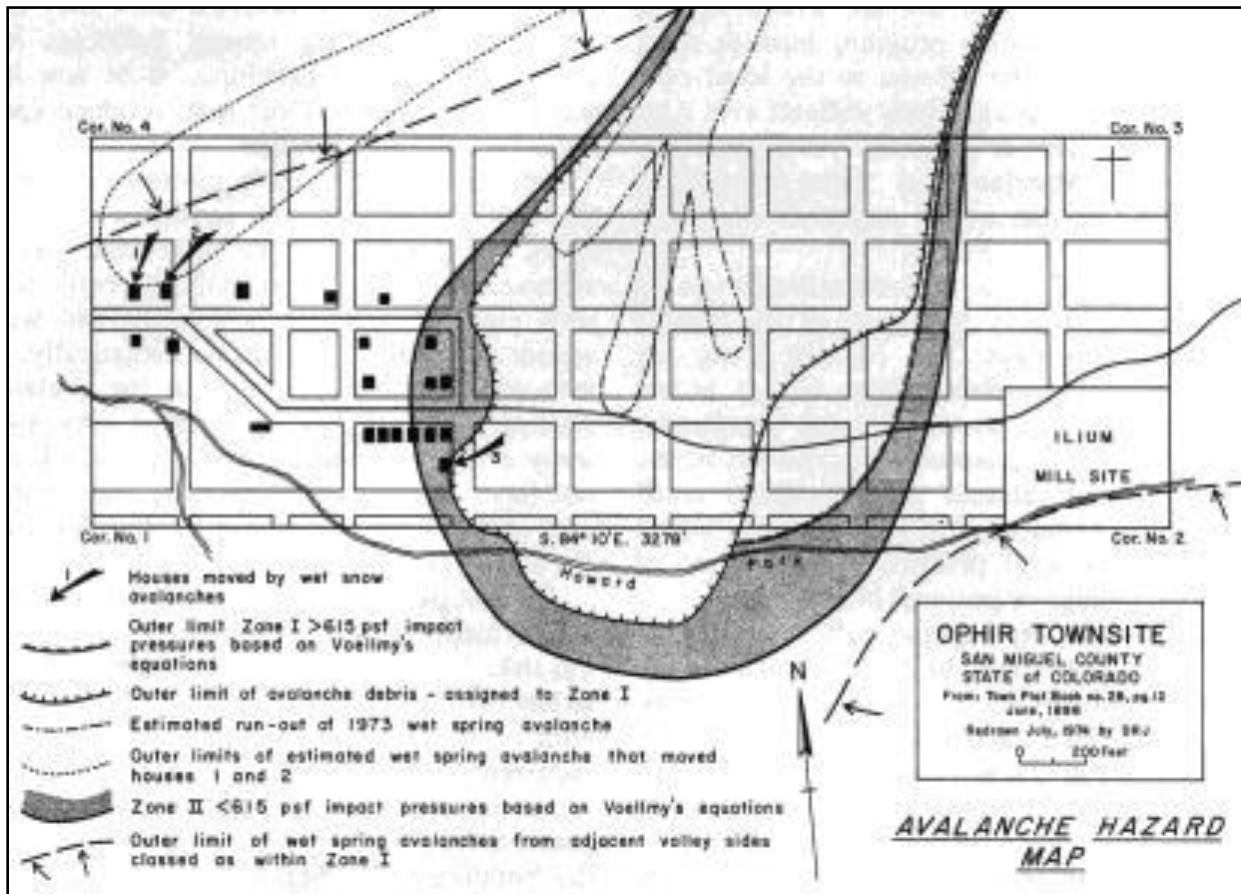 Cor. No. 4
Cor. No. 3
1
2
3
ILIUM
MILL SITE
Cor. No. 1
S. 84° 10' E. 3278'
Cor. No. 2
Howard Fork
1
Houses moved by wet snow
avalanches
Outer limit Zone I >615 psf impact
pressures based on Voellmy's
equations
Outer limit of avalanche debris - assigned to Zone I
Estimated run-out of 1973 wet spring avalanche
Outer limits of estimated wet spring avalanche that moved
houses 1 and 2
Zone II <615 psf impact pressures based on Voellmy's equations
Outer limit of wet spring avalanches from adjacent valley sides
classed as within Zone I
N
OPHIR TOWNSITE
SAN MIGUEL COUNTY
STATE of COLORADO
From: Town Plat Book no. 28, pg. 12
June,
Redrawn July, 1974 by
0 200 Feet
AVALANCHE HAZARD
MAP